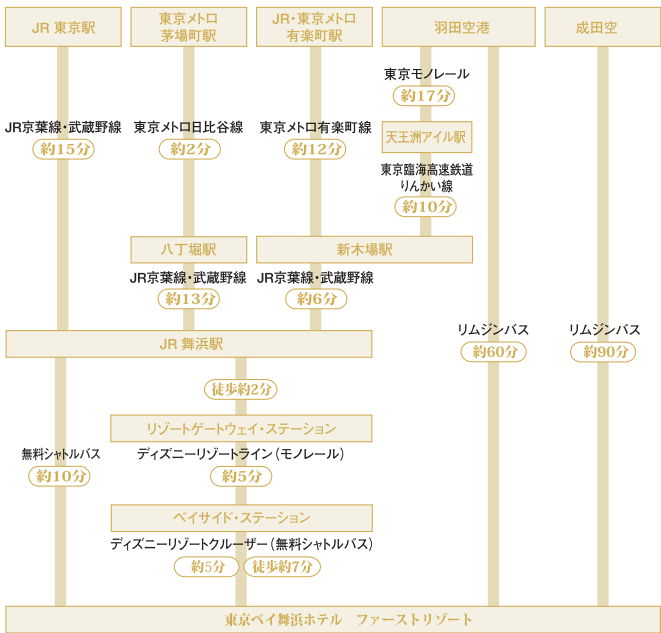 JR 東京駅
東京メトロ
茅場町駅
JR・東京メトロ
有楽町駅
羽田空港
成田空
東京モノレール
約17分
JR京葉線・武蔵野線
約15分
東京メトロ日比谷線
約2分
東京メトロ有楽町線
約12分
天王洲アイル駅
東京臨海高速鉄道
りんかい線
約10分
八丁堀駅
新木場駅
JR京葉線・武蔵野線
約13分
JR京葉線・武蔵野線
約6分
JR 舞浜駅
リムジンバス
約60分
リムジンバス
約90分
徒歩約2分
リゾートゲートウェイ・ステーション
無料シャトルバス
約10分
ディズニーリゾートライン（モノレール）
約5分
ベイサイド・ステーション
ディズニーリゾートクルーザー（無料シャトルバス）
約5分
徒歩約7分
東京ベイ舞浜ホテル　ファーストリゾート